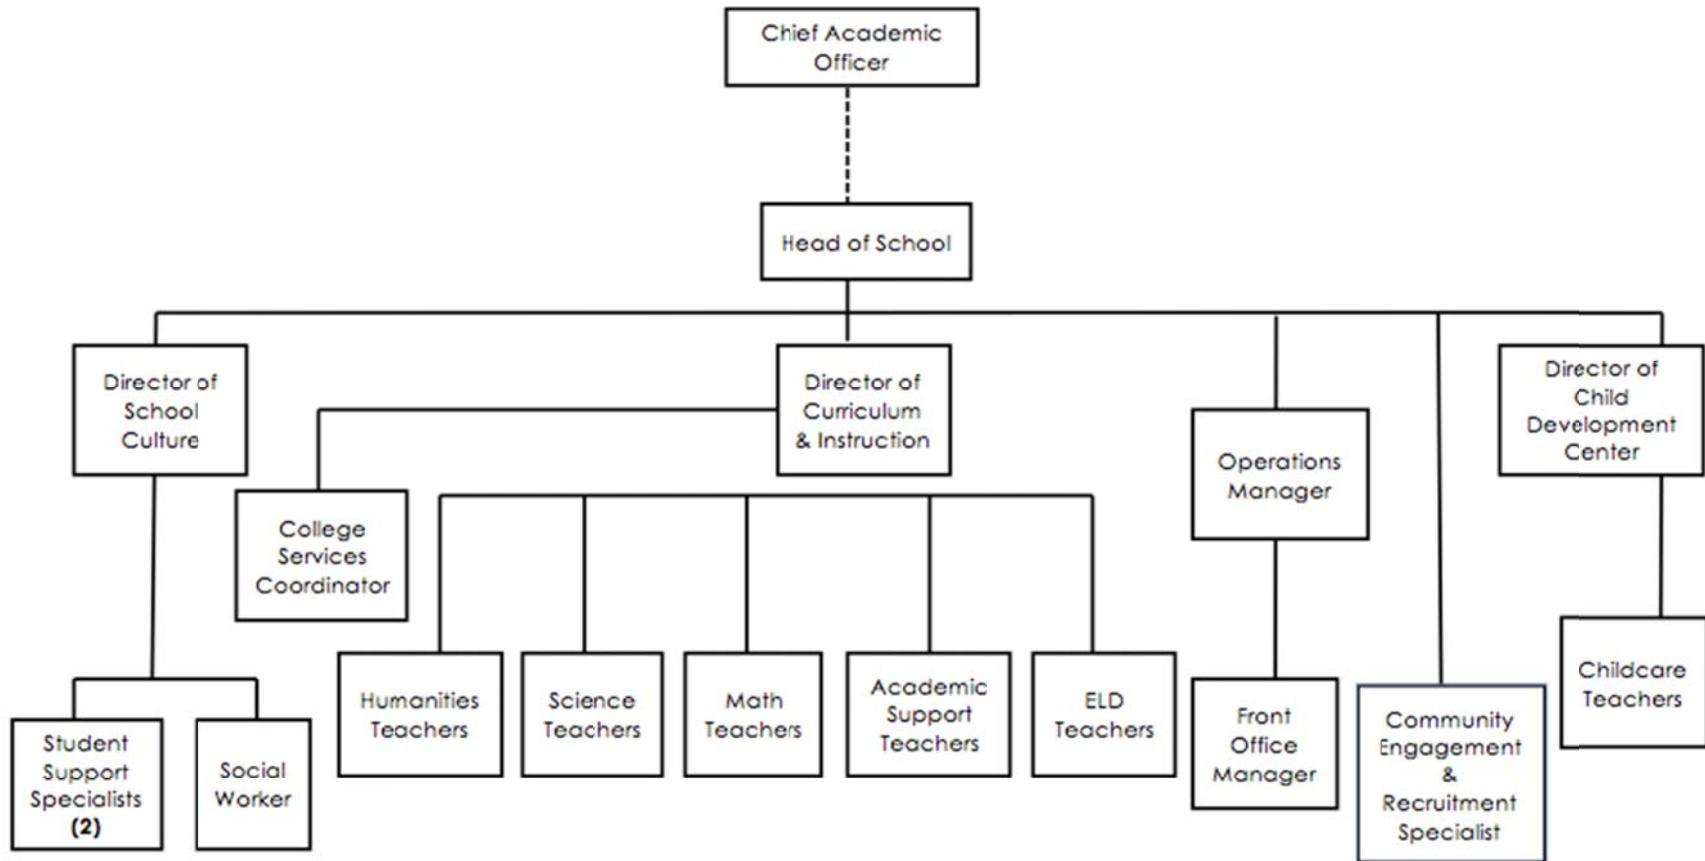 Chief Academic
Officer
Head of School
Director of
School
Culture
Director of
Curriculum
& Instruction
Operations
Manager
Director of
Child
Development
Center
College
Services
Coordinator
Humanities
Teachers
Science
Teachers
Math
Teachers
Academic
Support
Teachers
ELD
Teachers
Front
Office
Manager
Community
Engagement
&
Recruitment
Specialist
Childcare
Teachers
Student
Support
Specialists
(2)
Social
Worker